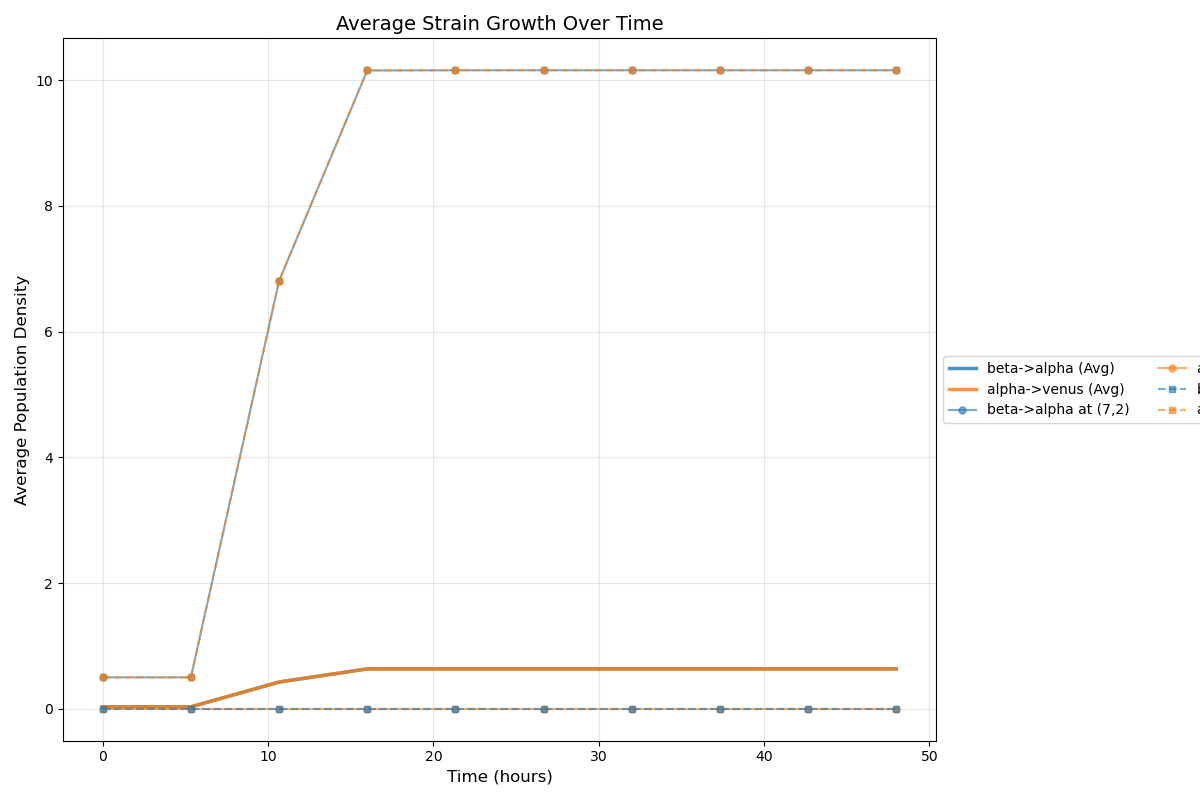 Average Strain Growth Over Time
Average Population Density
10
8
6
4
2
0
0 10 20 30 40 50
Time (hours)
beta->alpha (Avg)
alpha->venus (Avg)
beta->alpha at (7,2)